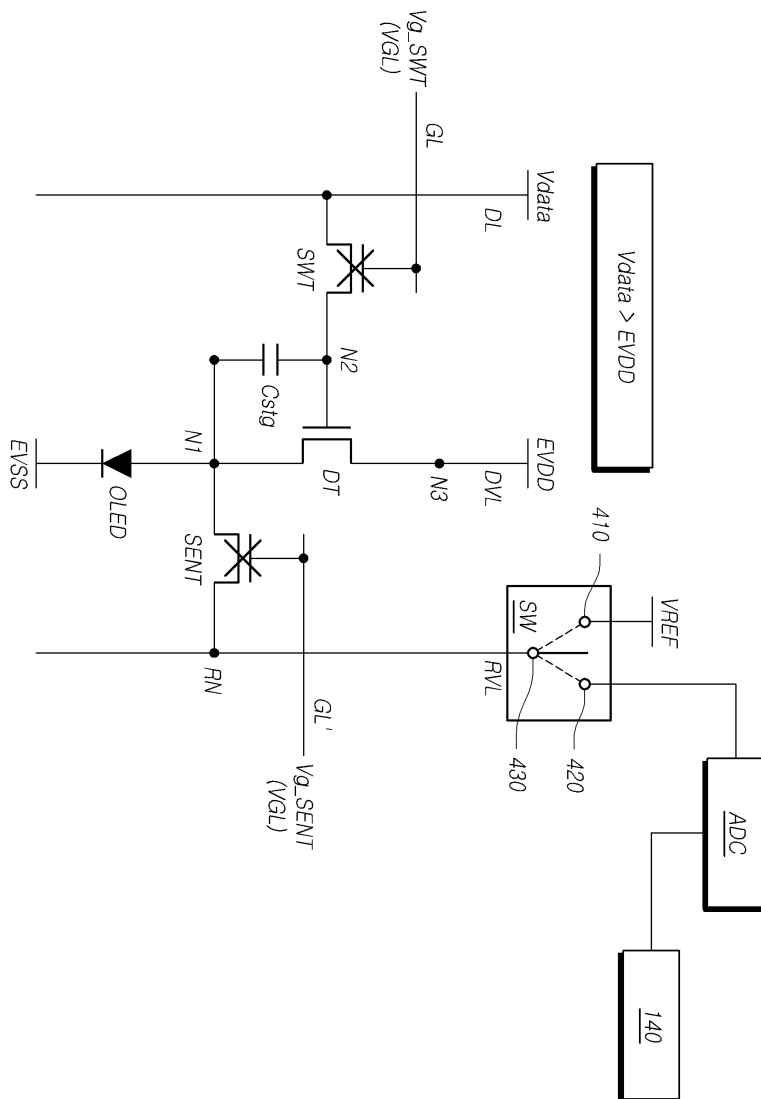 Vdata > EVDD
Vg_SWT
(VGL)
GL
Vdata
DL
SWT
N2
Cstg
N1
DT
N3
DVL
EVDD
EVSS
OLED
SENT
RN
RVL
GL'
Vg_SENT
(VGL)
SW
410
420
430
VREF
ADC
140